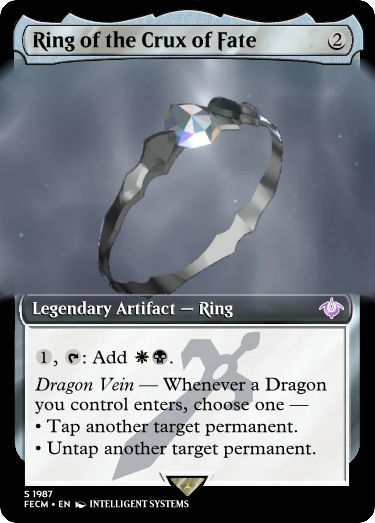 Ring of the Crux of Fate 2
Legendary Artifact — Ring
1, : Add .
Dragon Vein — Whenever a Dragon
you control enters, choose one —
• Tap another target permanent.
• Untap another target permanent.
S 1987
FECM • EN INTELLIGENT SYSTEMS